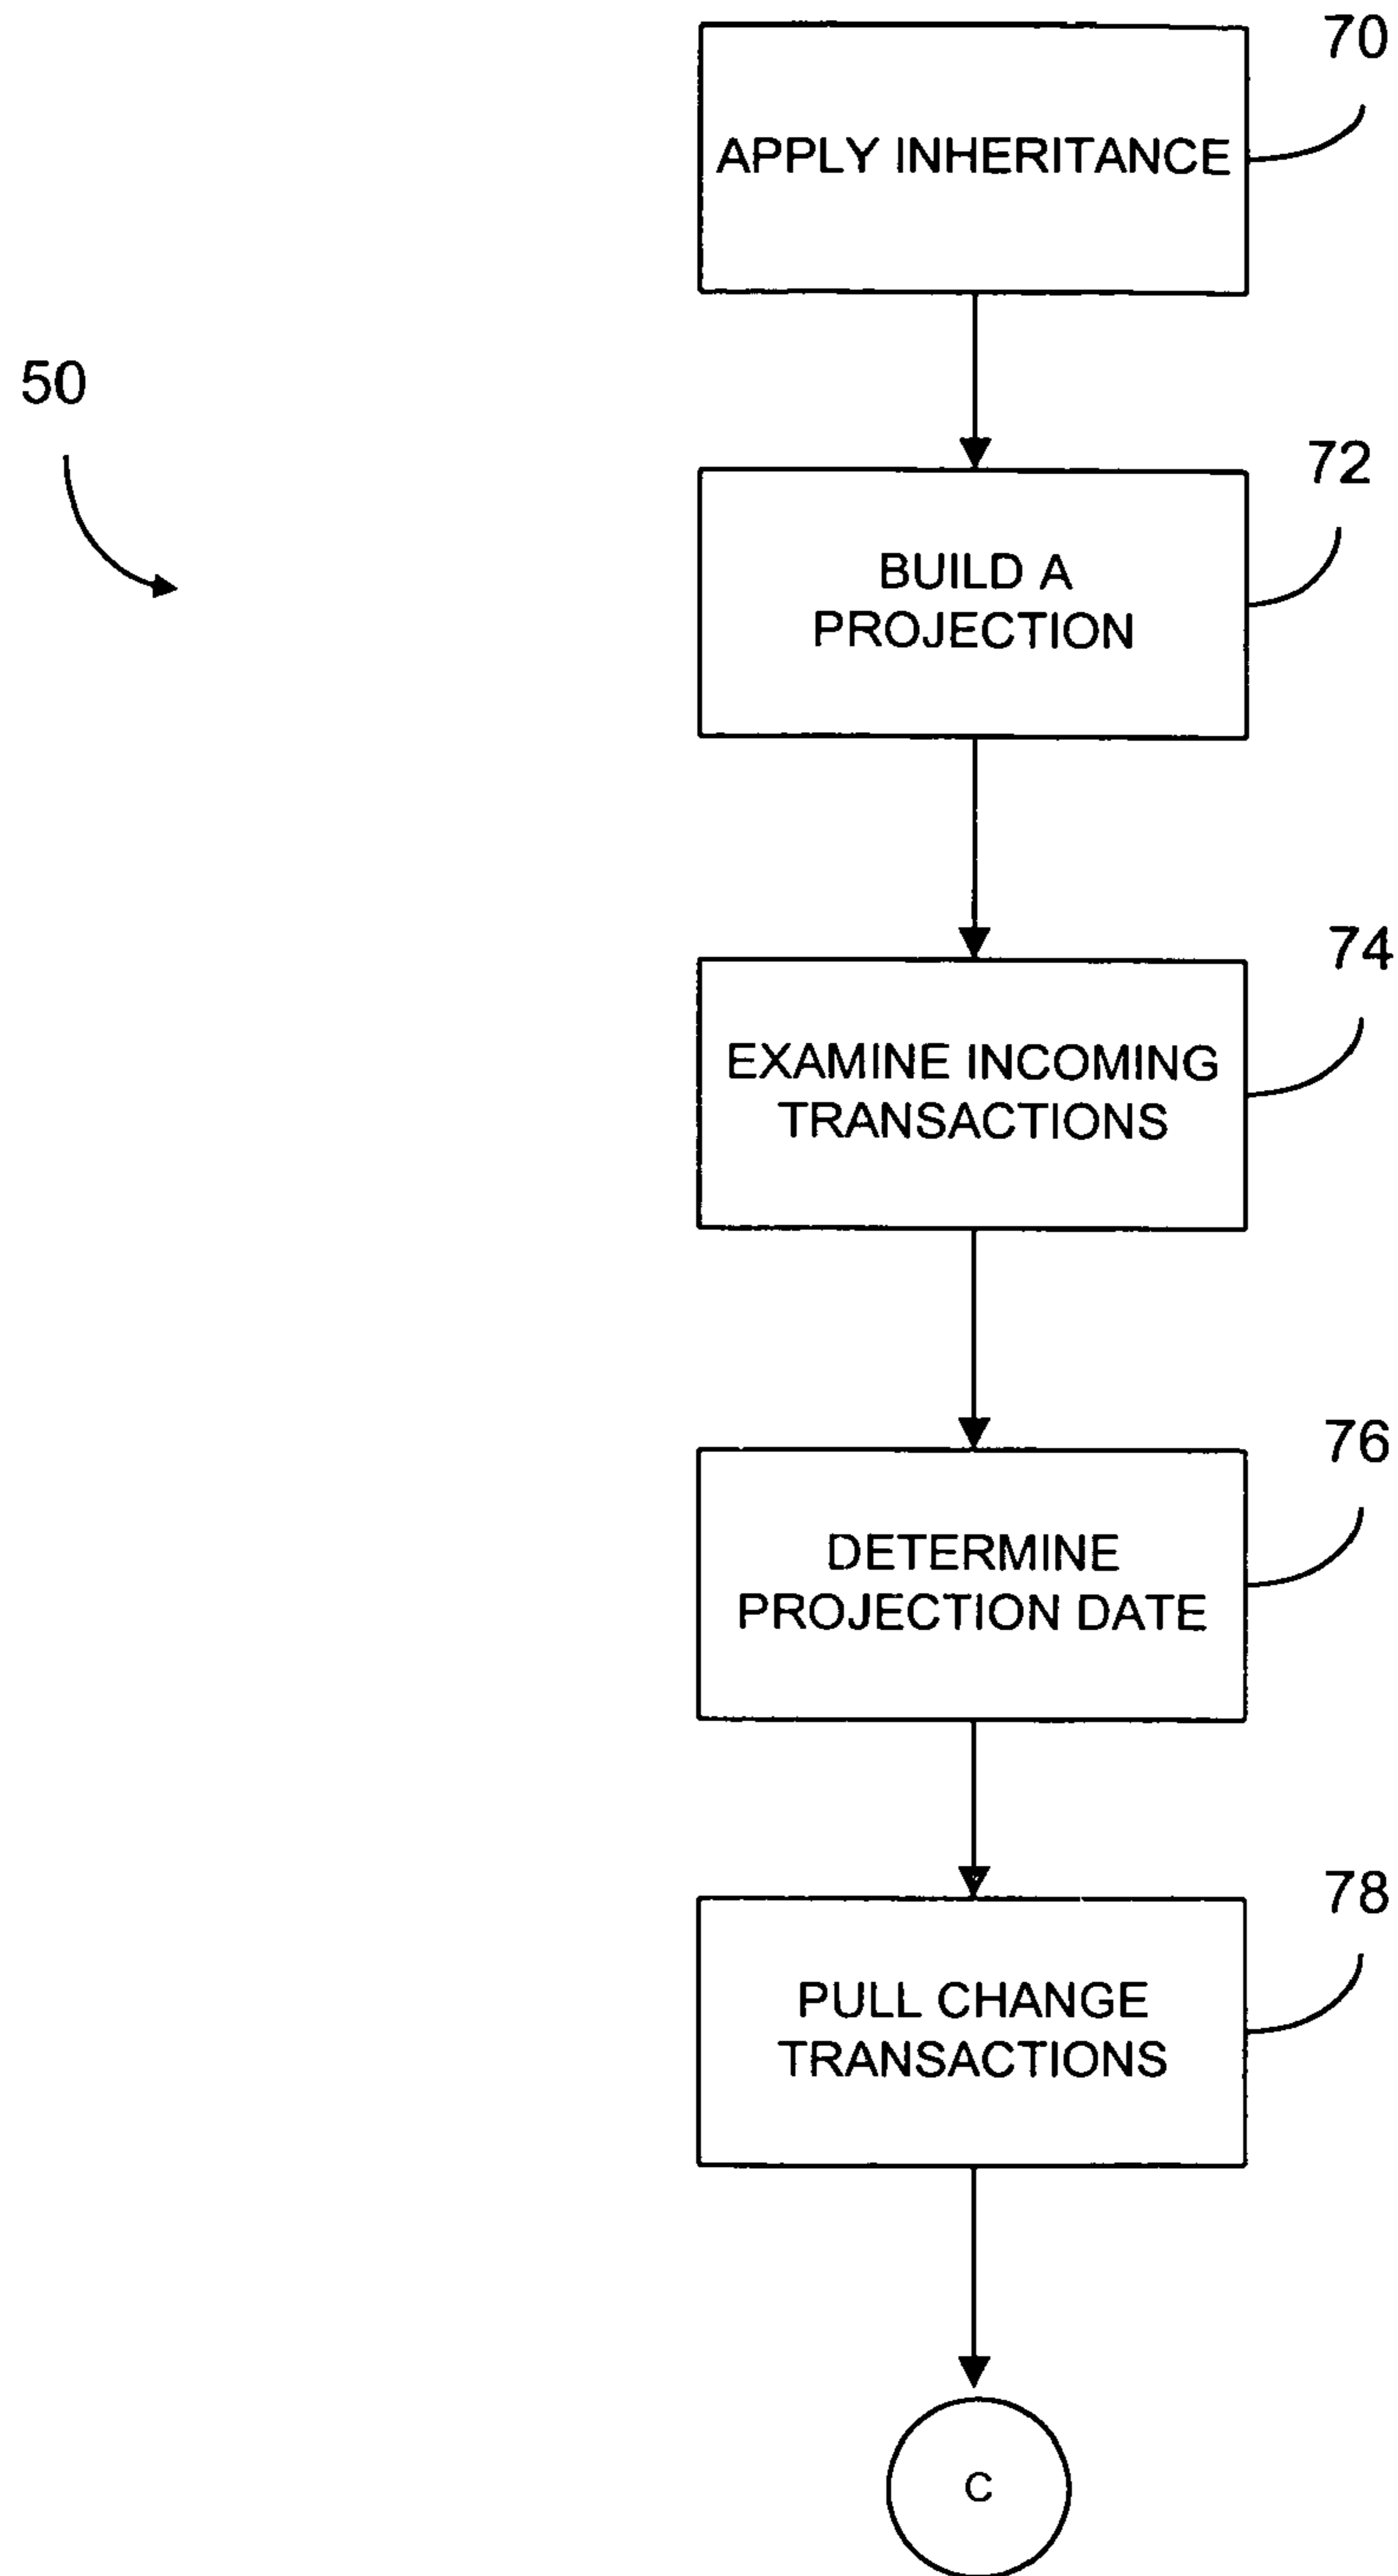 70
APPLY INHERITANCE
50
72
BUILD A
PROJECTION
74
EXAMINE INCOMING
TRANSACTIONS
76
DETERMINE
PROJECTION DATE
78
PULL CHANGE
TRANSACTIONS
C